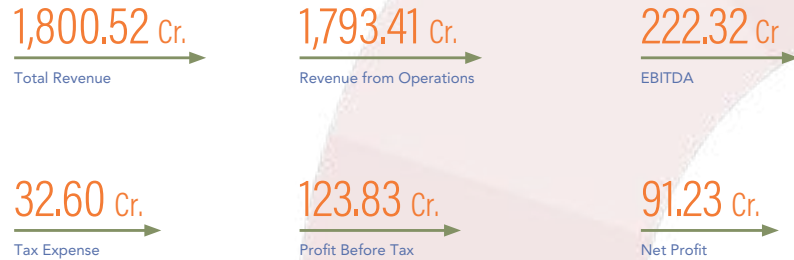 1,800.52 Cr.
Total Revenue
1,793.41 Cr.
Revenue from Operations
222.32 Cr
EBITDA
32.60 Cr.
Tax Expense
123.83 Cr.
Profit Before Tax
91.23 Cr.
Net Profit